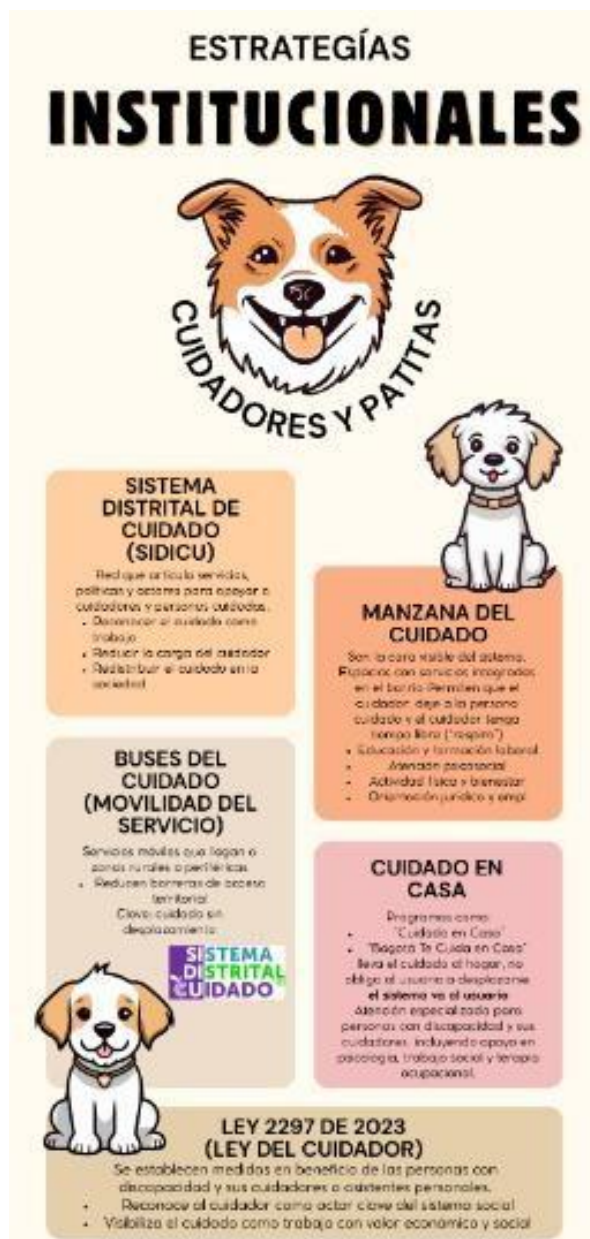 ESTRATEGÍAS
INSTITUCIONALES
CUIDADORES Y PATITAS
SISTEMA
DISTRITAL DE
CUIDADO
(SIDICU)
Red que articula servicios,
políticas y actores para apoyar a
cuidadores y personas cuidadas.
• Reconocer el cuidado como
trabajo
• Reducir la carga del cuidador
• Redistribuir el cuidado en la
sociedad
MANZANA DEL
CUIDADO
Son la cara visible del sistema.
Espacios con servicios integrados
en el barrio Permiten que el
cuidador deje a la persona
cuidada y el cuidador tenga
tiempo libre ("respiro")
• Educación y formación laboral
• Atención psicosocial
• Actividad física y bienestar
• Orientación jurídica y empl
BUSES DEL
CUIDADO
(MOVILIDAD DEL
SERVICIO)
Servicios móviles que llegan a
zonas rurales o periféricas
• Reducen barreras de acceso
territorial
Clave: cuidado sin
desplazamiento
SISTEMA
DISTRITAL
CUIDADO
CUIDADO EN
CASA
Programas como:
• "Cuidado en Casa"
• "Bogotá Te Cuida en Casa"
lleva el cuidado al hogar, no
obliga al usuario a desplazarse
el sistema va al usuario
Atención especializada para
personas con discapacidad y sus
cuidadores, incluyendo apoyo en
psicología, trabajo social y terapia
ocupacional.
LEY 2297 DE 2023
(LEY DEL CUIDADOR)
Se establecen medidas en beneficio de las personas con
discapacidad y sus cuidadores o asistentes personales.
• Reconoce al cuidador como actor clave del sistema social
• Visibiliza el cuidado como trabajo con valor económico y social